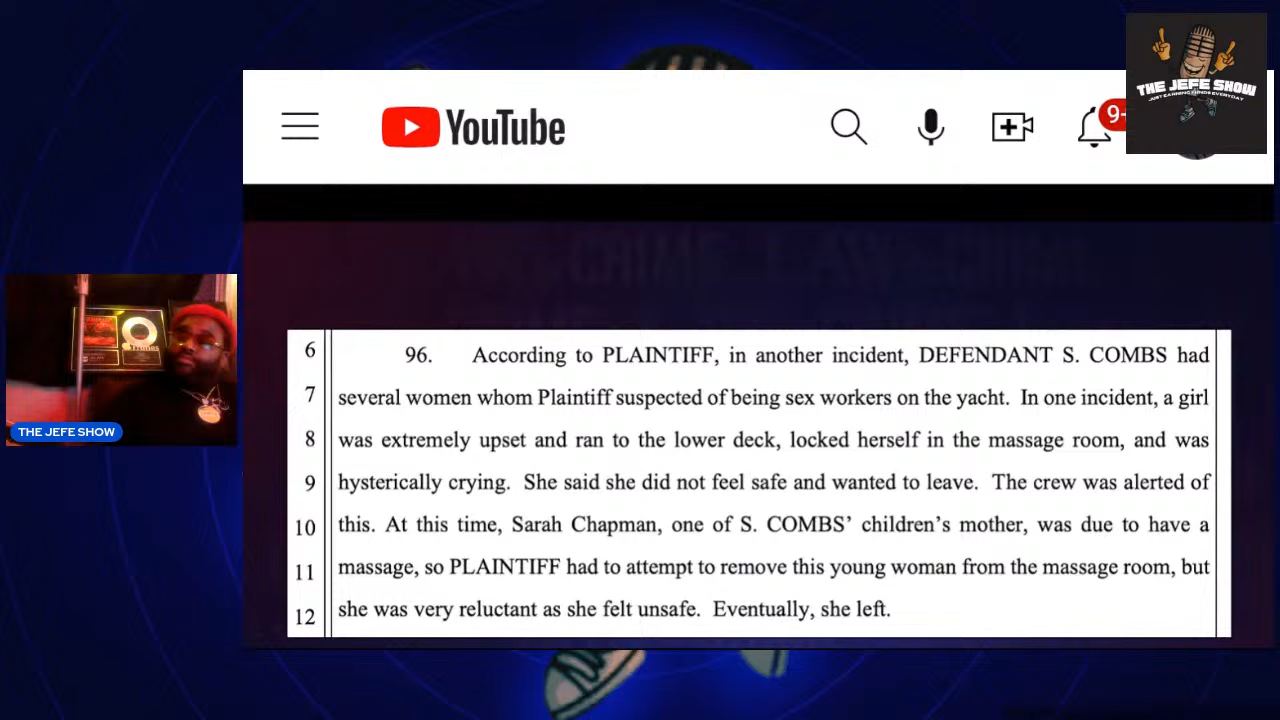 THE JEFE SHOW
JUST EARNING FUNDS EVERYDAY
YouTube
9+
THE JEFE SHOW
6 96. According to PLAINTIFF, in another incident, DEFENDANT S. COMBS had
7 several women whom Plaintiff suspected of being sex workers on the yacht. In one incident, a girl
8 was extremely upset and ran to the lower deck, locked herself in the massage room, and was
9 hysterically crying. She said she did not feel safe and wanted to leave. The crew was alerted of
10 this. At this time, Sarah Chapman, one of S. COMBS’ children’s mother, was due to have a
11 massage, so PLAINTIFF had to attempt to remove this young woman from the massage room, but
12 she was very reluctant as she felt unsafe. Eventually, she left.